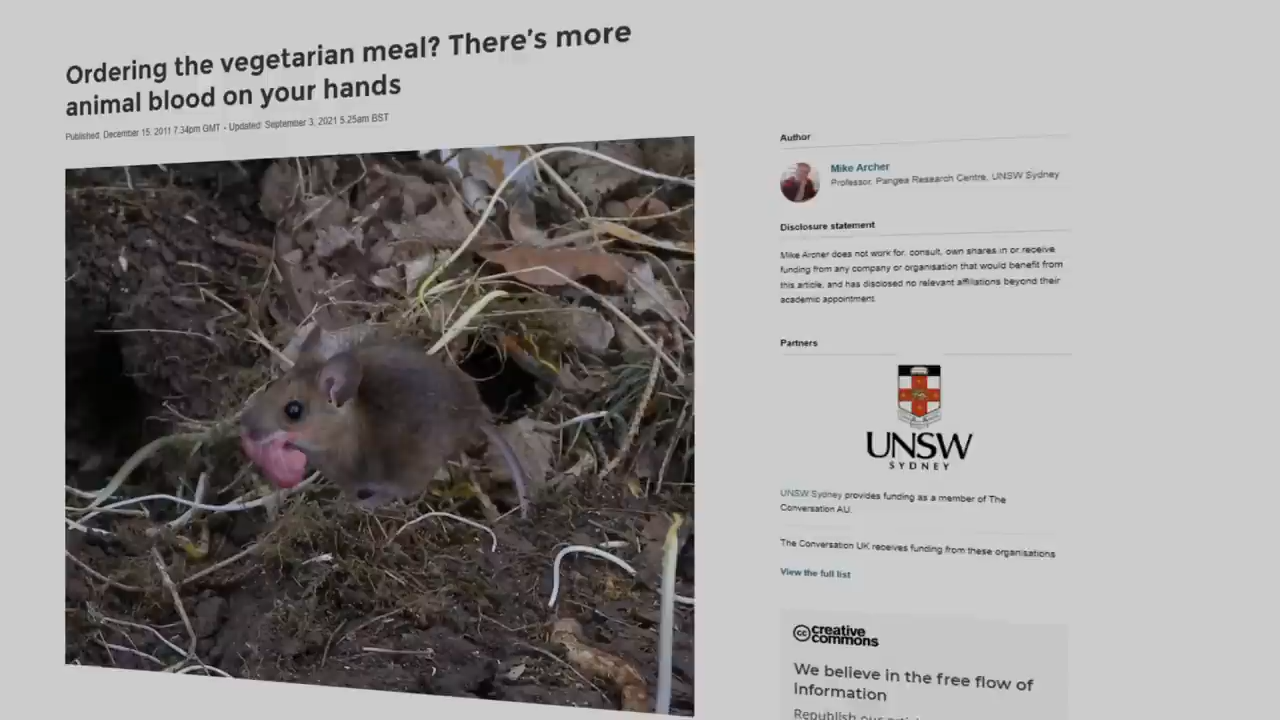 Ordering the vegetarian meal? There's more
animal blood on your hands
Published: December 15, 2011 7.34pm GMT • Updated: September 3, 2021 5.25am BST
Author
Mike Archer
Professor, Pangea Research Centre, UNSW Sydney
Disclosure statement
Mike Archer does not work for, consult, own shares in or receive
funding from any company or organisation that would benefit from
this article, and has disclosed no relevant affiliations beyond their
academic appointment.
Partners
UNSW
SYDNEY
UNSW Sydney provides funding as a member of The
Conversation AU.
The Conversation UK receives funding from these organisations
View the full list
cc creative
commons
We believe in the free flow of
information
Republish our